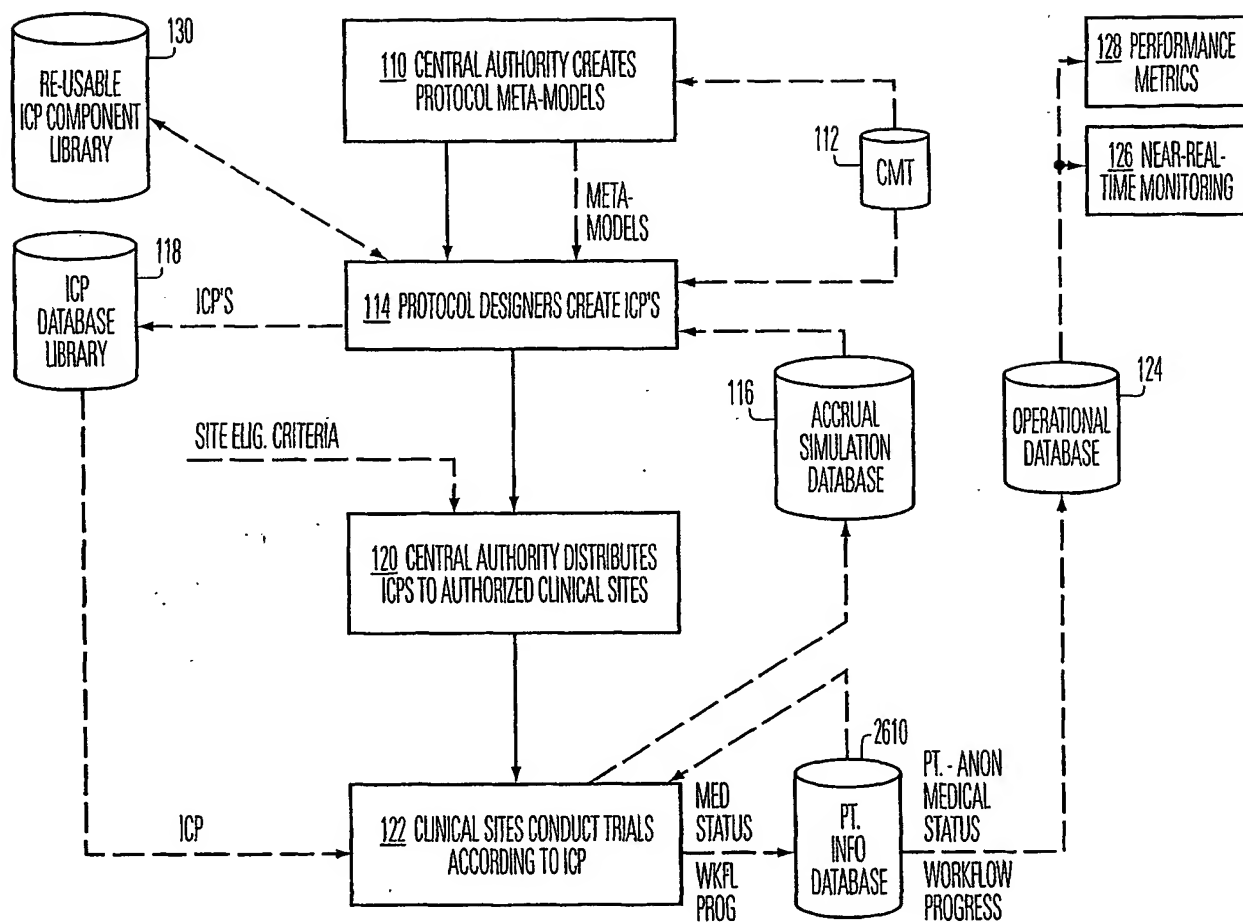 130
RE-USABLE
ICP COMPONENT
LIBRARY
110 CENTRAL AUTHORITY CREATES
PROTOCOL META-MODELS
128 PERFORMANCE
METRICS
112
CMT
126 NEAR-REAL-
TIME MONITORING
META-
MODELS
118
ICP
DATABASE
LIBRARY
ICP'S
114 PROTOCOL DESIGNERS CREATE ICP'S
116
ACCRUAL
SIMULATION
DATABASE
124
OPERATIONAL
DATABASE
SITE ELIG. CRITERIA
120 CENTRAL AUTHORITY DISTRIBUTES
ICPS TO AUTHORIZED CLINICAL SITES
2610
ICP
122 CLINICAL SITES CONDUCT TRIALS
ACCORDING TO ICP
MED
STATUS
WKFL
PROG
PT.
INFO
DATABASE
PT. - ANON
MEDICAL
STATUS
WORKFLOW
PROGRESS